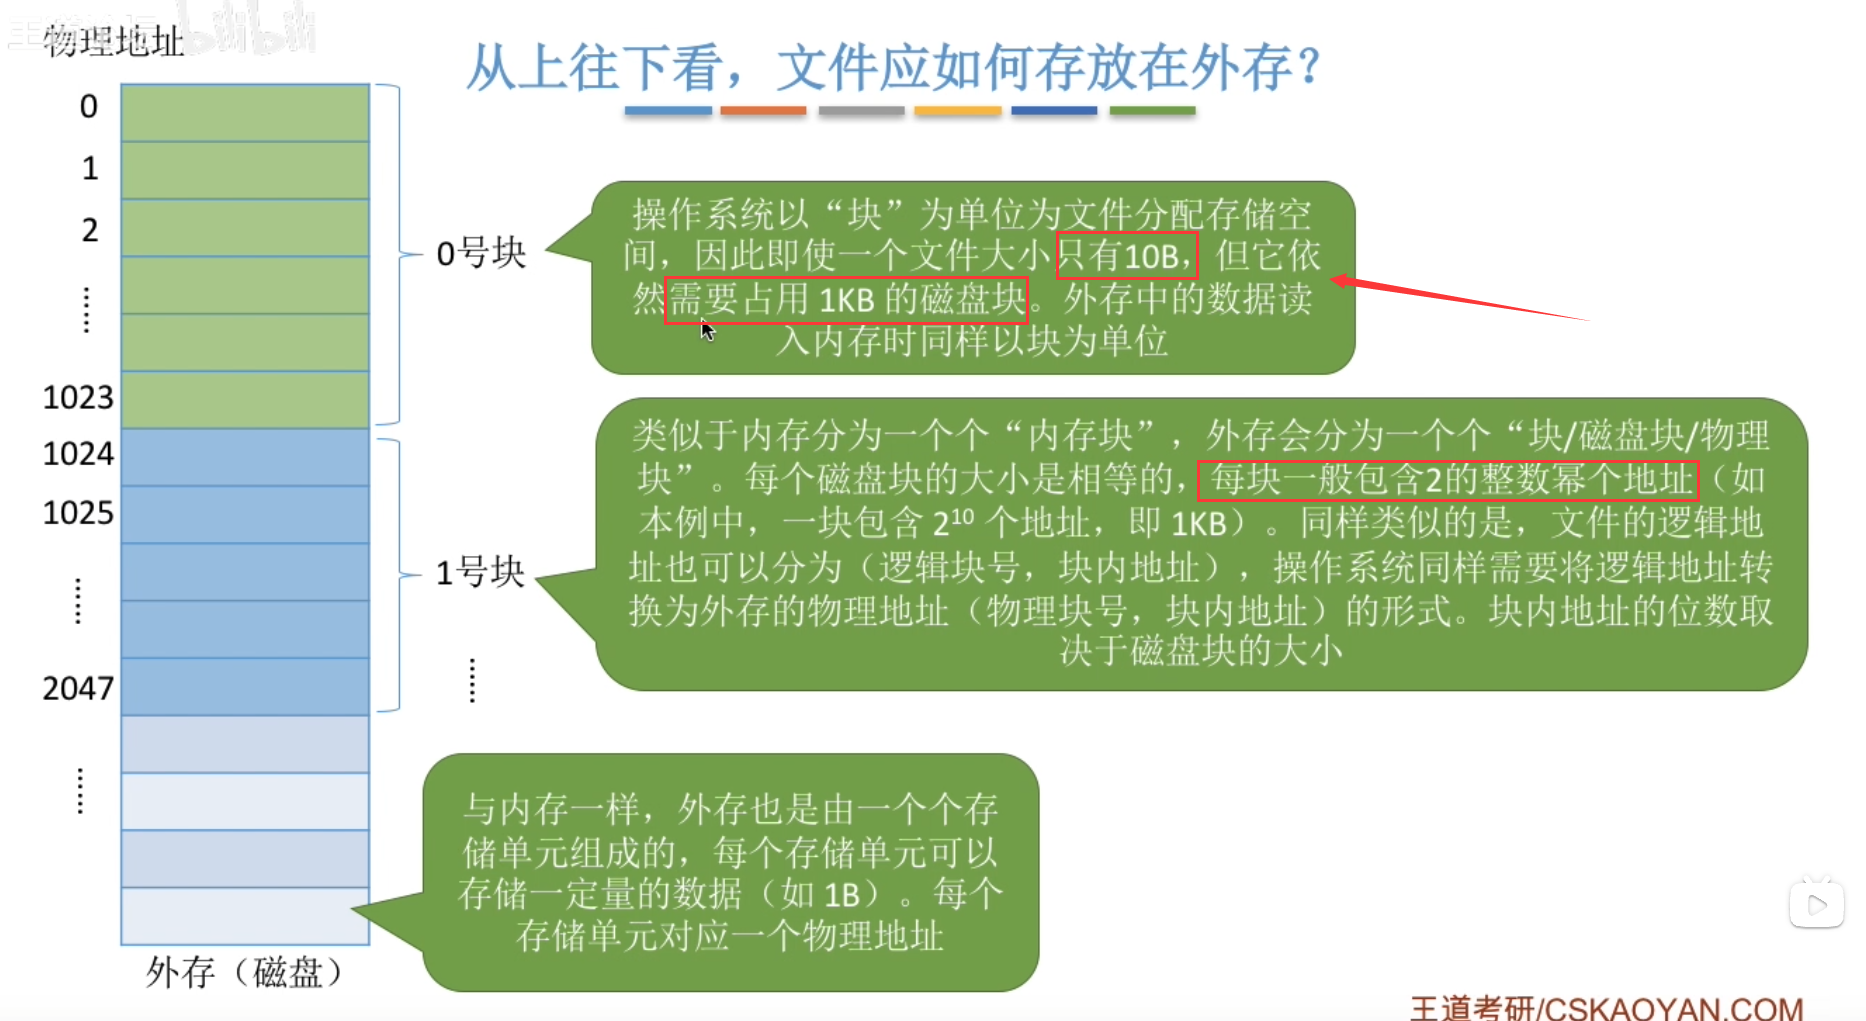 物理地址
bilibili
从上往下看，文件应如何存放在外存？
0
1
2
1023
1024
1025
2047
0号块
1号块
操作系统以“块”为单位为文件分配存储空
间，因此即使一个文件大小只有10B，但它依
然需要占用 1KB 的磁盘块。外存中的数据读
入内存时同样以块为单位
类似于内存分为一个个“内存块”，外存会分为一个个“块/磁盘块/物理
块”。每个磁盘块的大小是相等的，每块一般包含2的整数幂个地址（如
本例中，一块包含 2¹⁰ 个地址，即 1KB）。同样类似的是，文件的逻辑地
址也可以分为（逻辑块号，块内地址），操作系统同样需要将逻辑地址转
换为外存的物理地址（物理块号，块内地址）的形式。块内地址的位数取
决于磁盘块的大小
与内存一样，外存也是由一个个存
储单元组成的，每个存储单元可以
存储一定量的数据（如 1B）。每个
存储单元对应一个物理地址
外存（磁盘）
王道考研/CSKAOYAN.COM